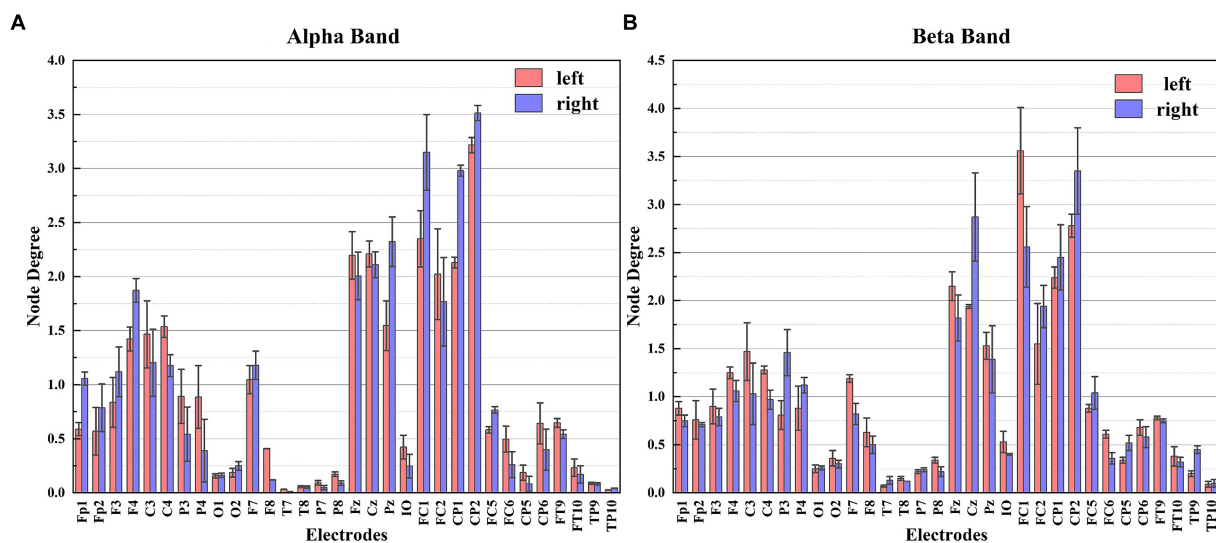 A
Alpha Band
4.0
3.5
3.0
2.5
2.0
1.5
1.0
0.5
0.0
Node Degree
left
right
Fp1 Fp2 F3 F4 C3 C4 P3 P4 O1 O2 F7 F8 T7 T8 P7 P8 Fz Cz Pz IO FC1 FC2 CP1 CP2 FC5 FC6 CP5 CP6 FT9 FT10 TP9 TP10
Electrodes
B
Beta Band
4.5
4.0
3.5
3.0
2.5
2.0
1.5
1.0
0.5
0.0
Node Degree
left
right
Fp1 Fp2 F3 F4 C3 C4 P3 P4 O1 O2 F7 F8 T7 T8 P7 P8 Fz Cz Pz IO FC1 FC2 CP1 CP2 FC5 FC6 CP5 CP6 FT9 FT10 TP9 TP10
Electrodes